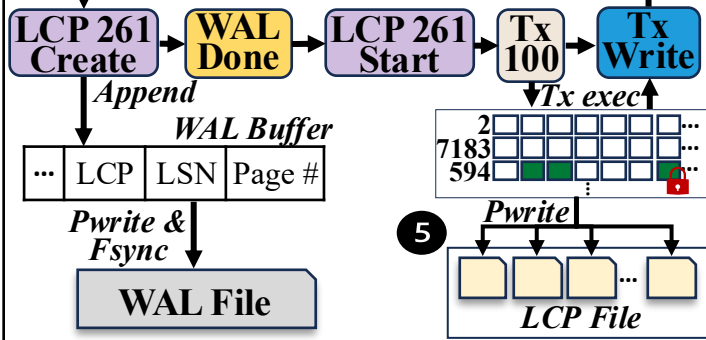 LCP 261
Create
WAL
Done
LCP 261
Start
Tx
100
Tx
Write
Append
Tx exec
WAL Buffer
... LCP LSN Page #
2 ...
7183 ...
594 ...
...
Pwrite &
Fsync
WAL File
Pwrite
5
...
LCP File